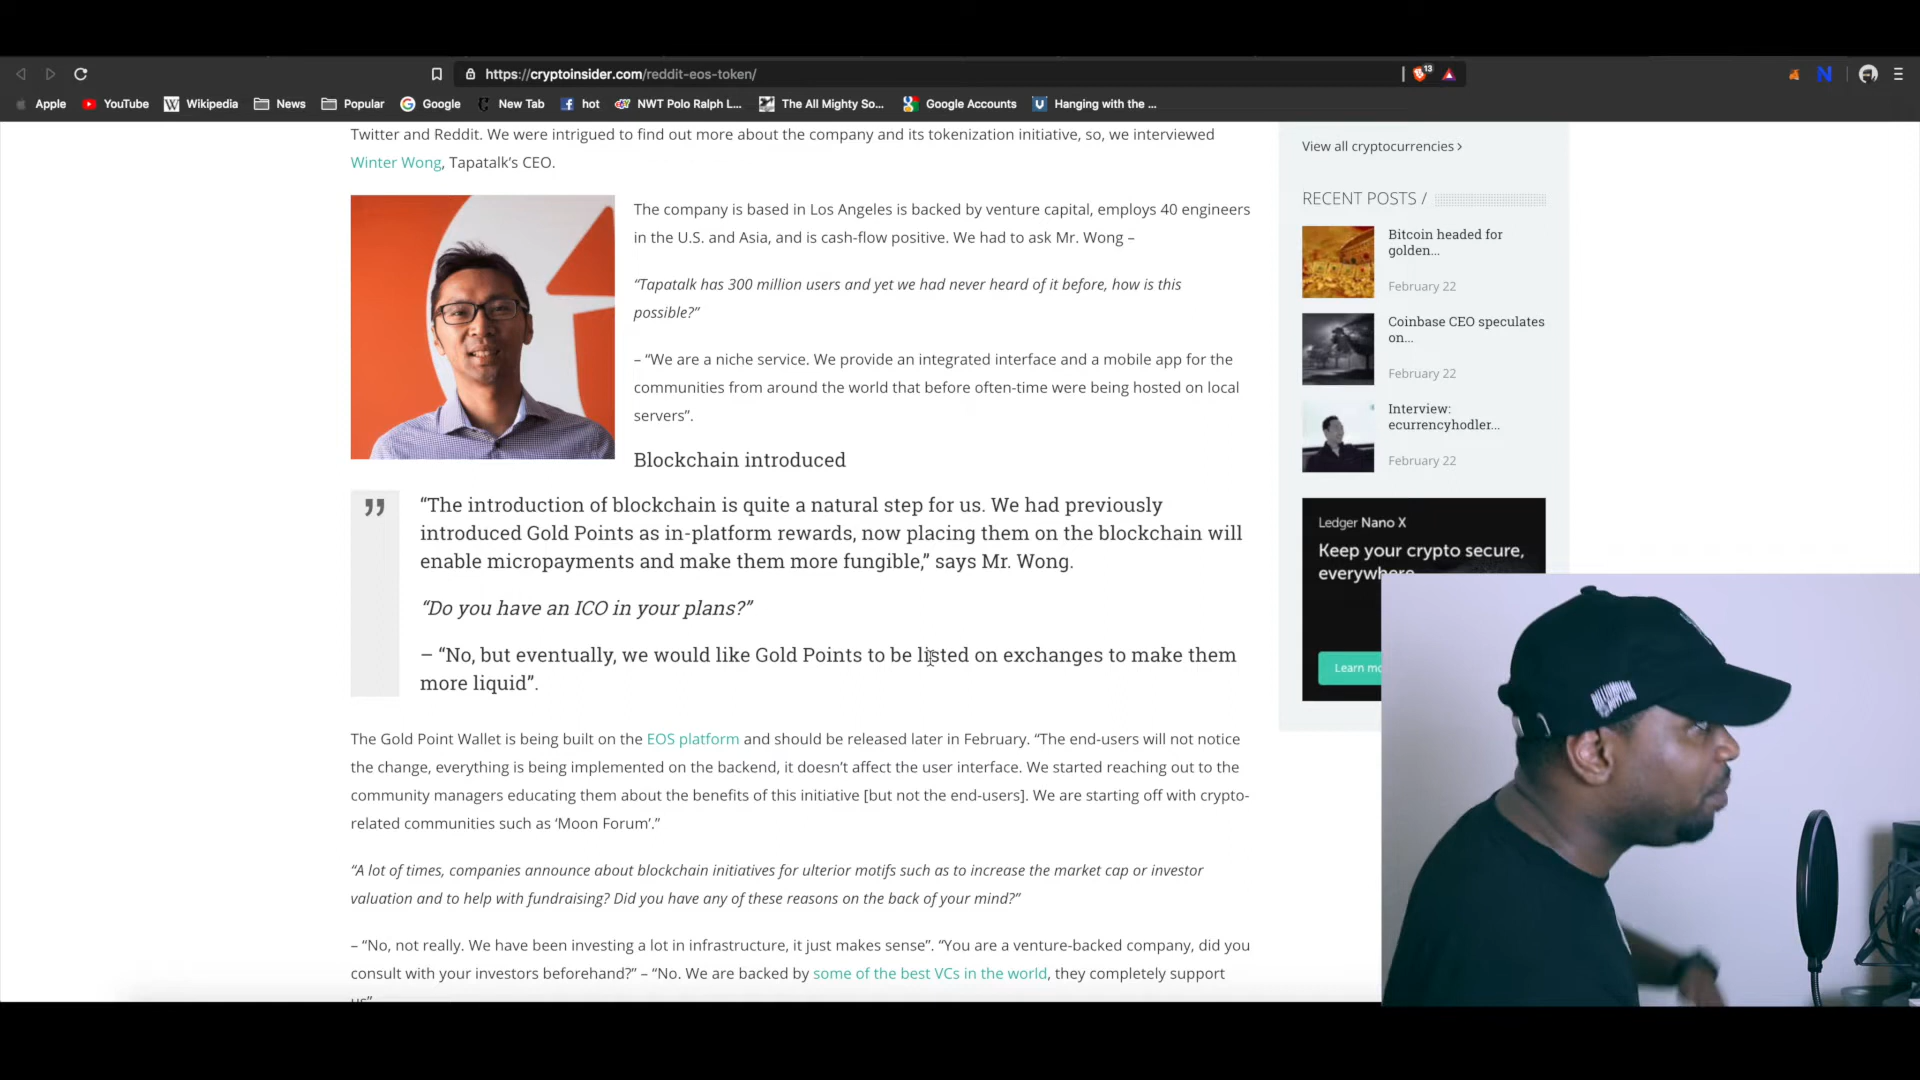 https://cryptoinsider.com/reddit-eos-token/
13
Apple YouTube Wikipedia News Popular Google New Tab hot NWT Polo Ralph L... The All Mighty So... Google Accounts Hanging with the ...
Twitter and Reddit. We were intrigued to find out more about the company and its tokenization initiative, so, we interviewed
Winter Wong, Tapatalk’s CEO.
The company is based in Los Angeles is backed by venture capital, employs 40 engineers
in the U.S. and Asia, and is cash-flow positive. We had to ask Mr. Wong –
“Tapatalk has 300 million users and yet we had never heard of it before, how is this
possible?”
– “We are a niche service. We provide an integrated interface and a mobile app for the
communities from around the world that before often-time were being hosted on local
servers”.
Blockchain introduced
“The introduction of blockchain is quite a natural step for us. We had previously
introduced Gold Points as in-platform rewards, now placing them on the blockchain will
enable micropayments and make them more fungible,” says Mr. Wong.
“Do you have an ICO in your plans?”
– “No, but eventually, we would like Gold Points to be listed on exchanges to make them
more liquid”.
The Gold Point Wallet is being built on the EOS platform and should be released later in February. “The end-users will not notice
the change, everything is being implemented on the backend, it doesn’t affect the user interface. We started reaching out to the
community managers educating them about the benefits of this initiative [but not the end-users]. We are starting off with crypto-
related communities such as ‘Moon Forum’.”
“A lot of times, companies announce about blockchain initiatives for ulterior motifs such as to increase the market cap or investor
valuation and to help with fundraising? Did you have any of these reasons on the back of your mind?”
– “No, not really. We have been investing a lot in infrastructure, it just makes sense”. “You are a venture-backed company, did you
consult with your investors beforehand?” – “No. We are backed by some of the best VCs in the world, they completely support
us”
View all cryptocurrencies ›
RECENT POSTS /
Bitcoin headed for
golden...
February 22
Coinbase CEO speculates
on...
February 22
Interview:
ecurrencyhodler...
February 22
Ledger Nano X
Keep your crypto secure,
everywhere
Learn mo